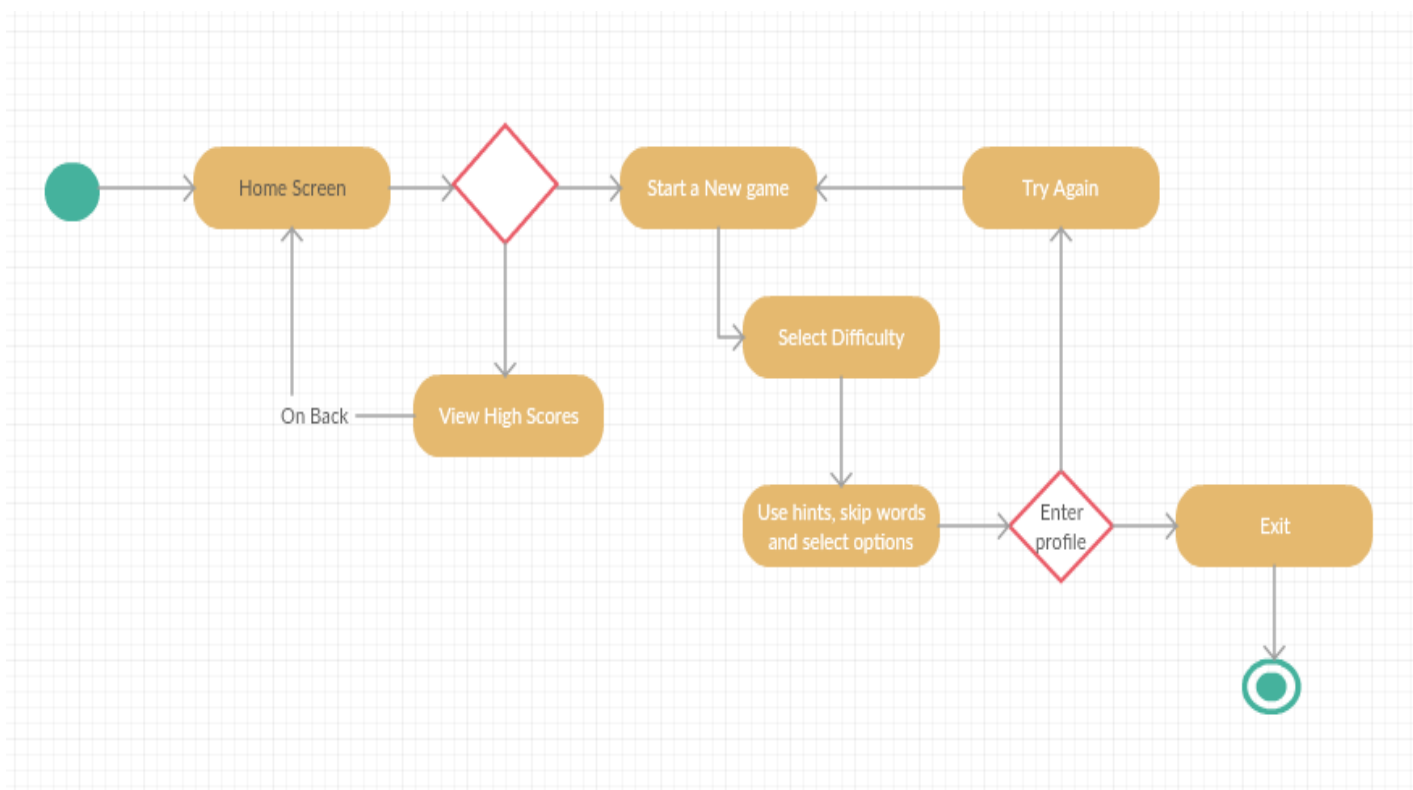 Home Screen
Start a New game
Try Again
Select Difficulty
On Back
View High Scores
Use hints, skip words
and select options
Enter
profile
Exit